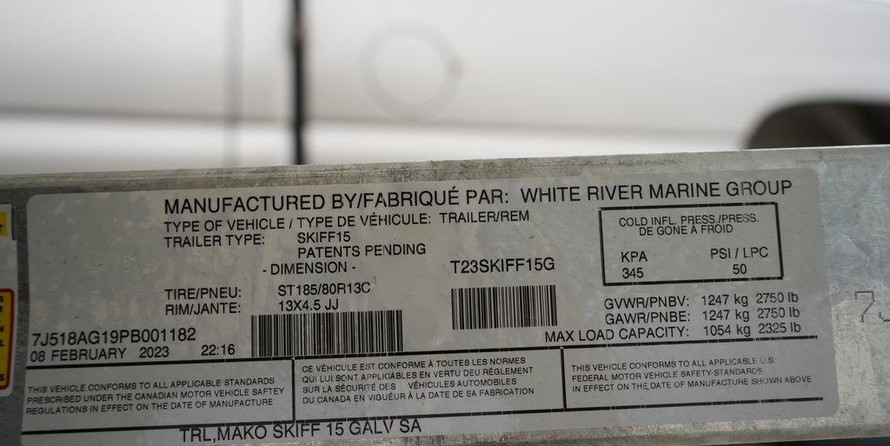 MANUFACTURED BY/FABRIQUÉ PAR: WHITE RIVER MARINE GROUP
TYPE OF VEHICLE / TYPE DE VÉHICULE: TRAILER/REM
TRAILER TYPE: SKIFF15
PATENTS PENDING
- DIMENSION -
T23SKIFF15G
COLD INFL. PRESS./PRESS.
DE GONE A FROID
KPA PSI / LPC
345 50
TIRE/PNEU: ST185/80R13C
RIM/JANTE: 13X4.5 JJ
GVWR/PNBV: 1247 kg 2750 lb
GAWR/PNBE: 1247 kg 2750 lb
MAX LOAD CAPACITY: 1054 kg 2325 lb
7J518AG19PB001182
08 FEBRUARY 2023 22:16
THIS VEHICLE CONFORMS TO ALL APPLICABLE STANDARDS
PRESCRIBED UNDER THE CANADIAN MOTOR VEHICLE SAFTEY
REGULATIONS IN EFFECT ON THE DATE OF MANUFACTURE
CE VÉHICULE EST CONFORME À TOUTES LES NORMES
QUI LUI SONT APPLICABLES EN VERTU DEU RÉGLEMENT
SUR LA SÉCURITÉ DES VÉHICULES AUTOMOBILES
DU CANADA EN VIGUEUR À LA DATE DE SA FABRICATION
THIS VEHICLE CONFORMS TO ALL APPLICABLE U.S.
FEDERAL MOTOR VEHICLE SAFETY STANDARDS
IN EFFECT ON THE DATE OF MANUFACTURE SHOWN ABOVE
TRL,MAKO SKIFF 15 GALV SA